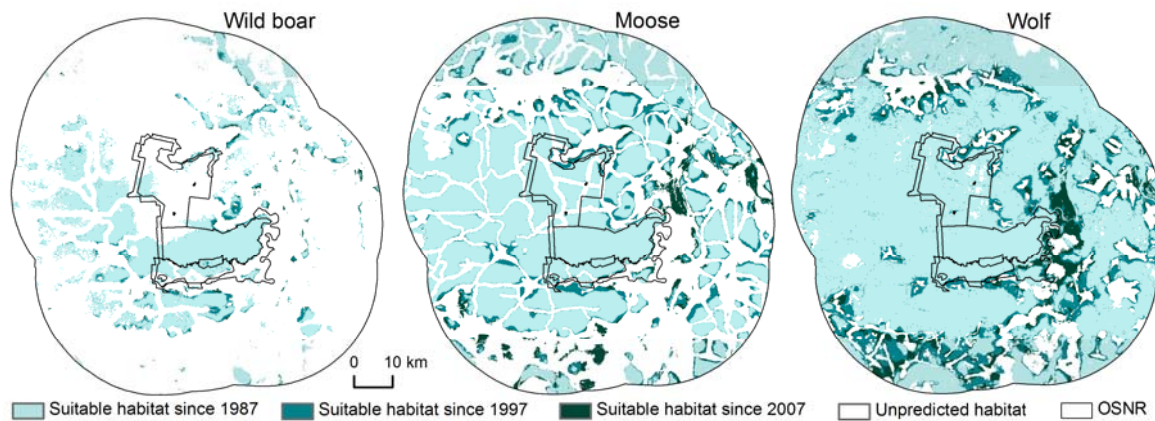 Wild boar Moose Wolf
0 10 km
Suitable habitat since 1987 Suitable habitat since 1997 Suitable habitat since 2007 Unpredicted habitat OSNR